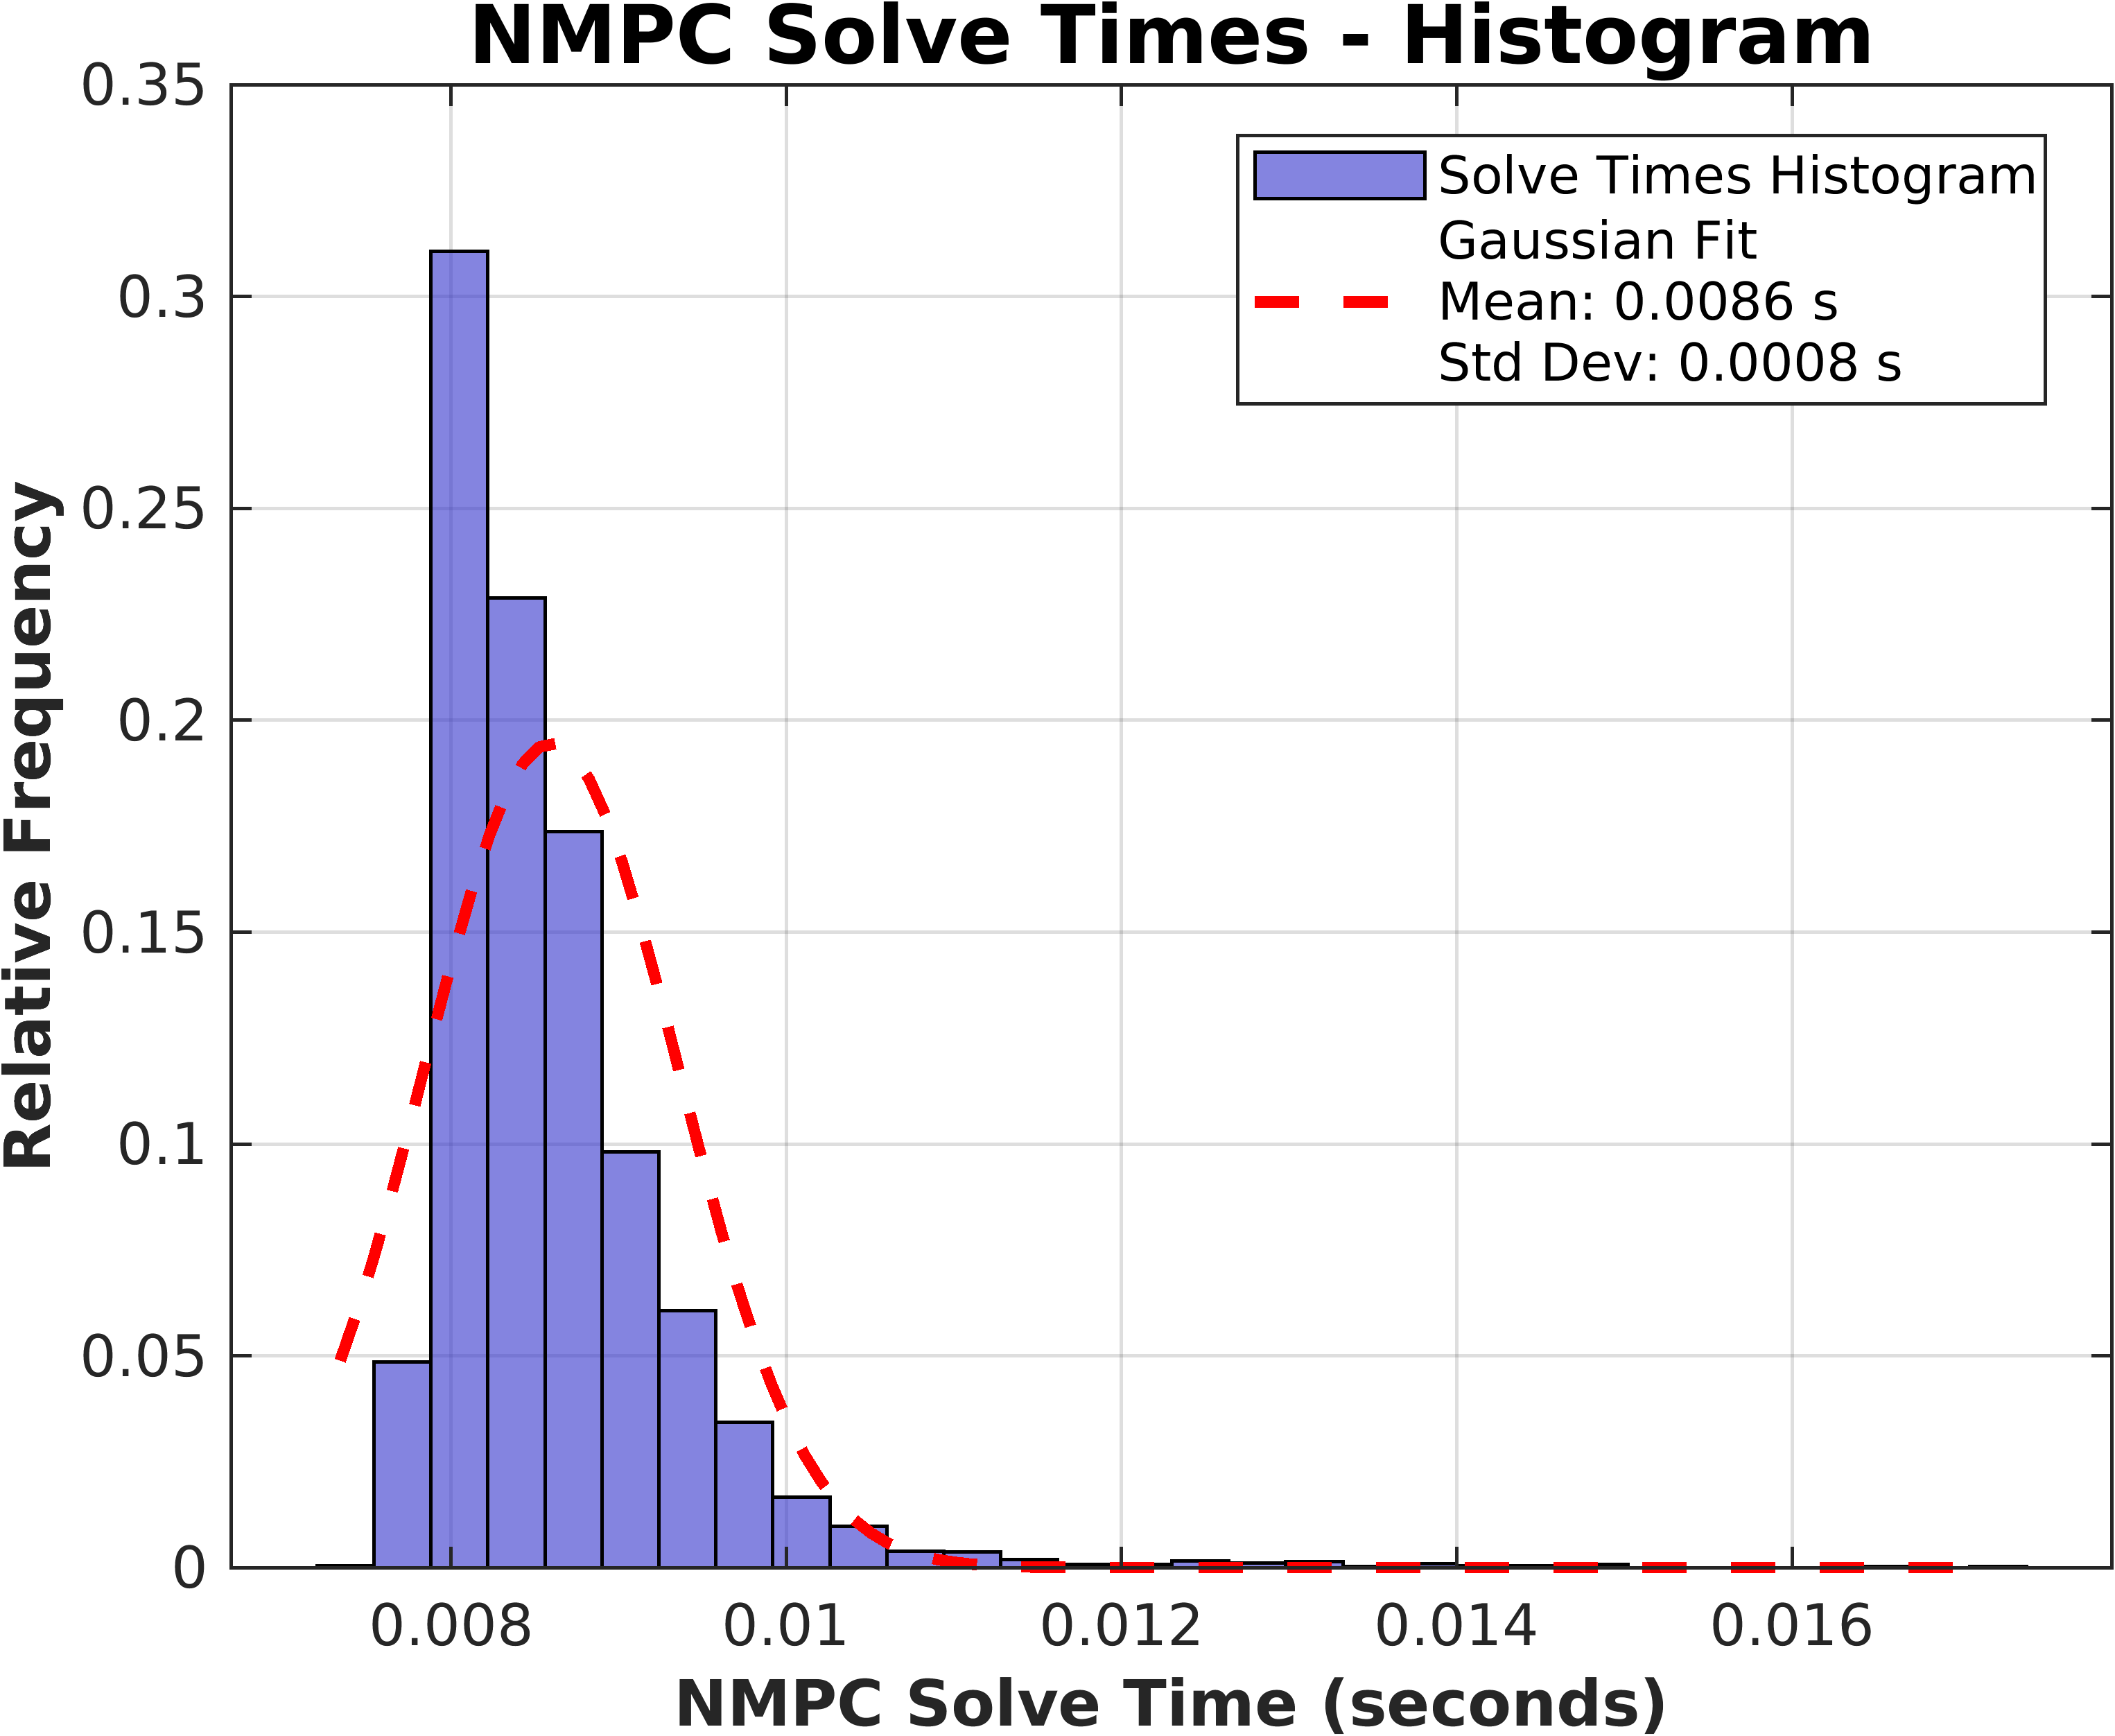 NMPC Solve Times - Histogram
0.35
0.3
0.25
0.2
0.15
0.1
0.05
0
Relative Frequency
Solve Times Histogram
Gaussian Fit
Mean: 0.0086 s
Std Dev: 0.0008 s
0.008 0.01 0.012 0.014 0.016
NMPC Solve Time (seconds)